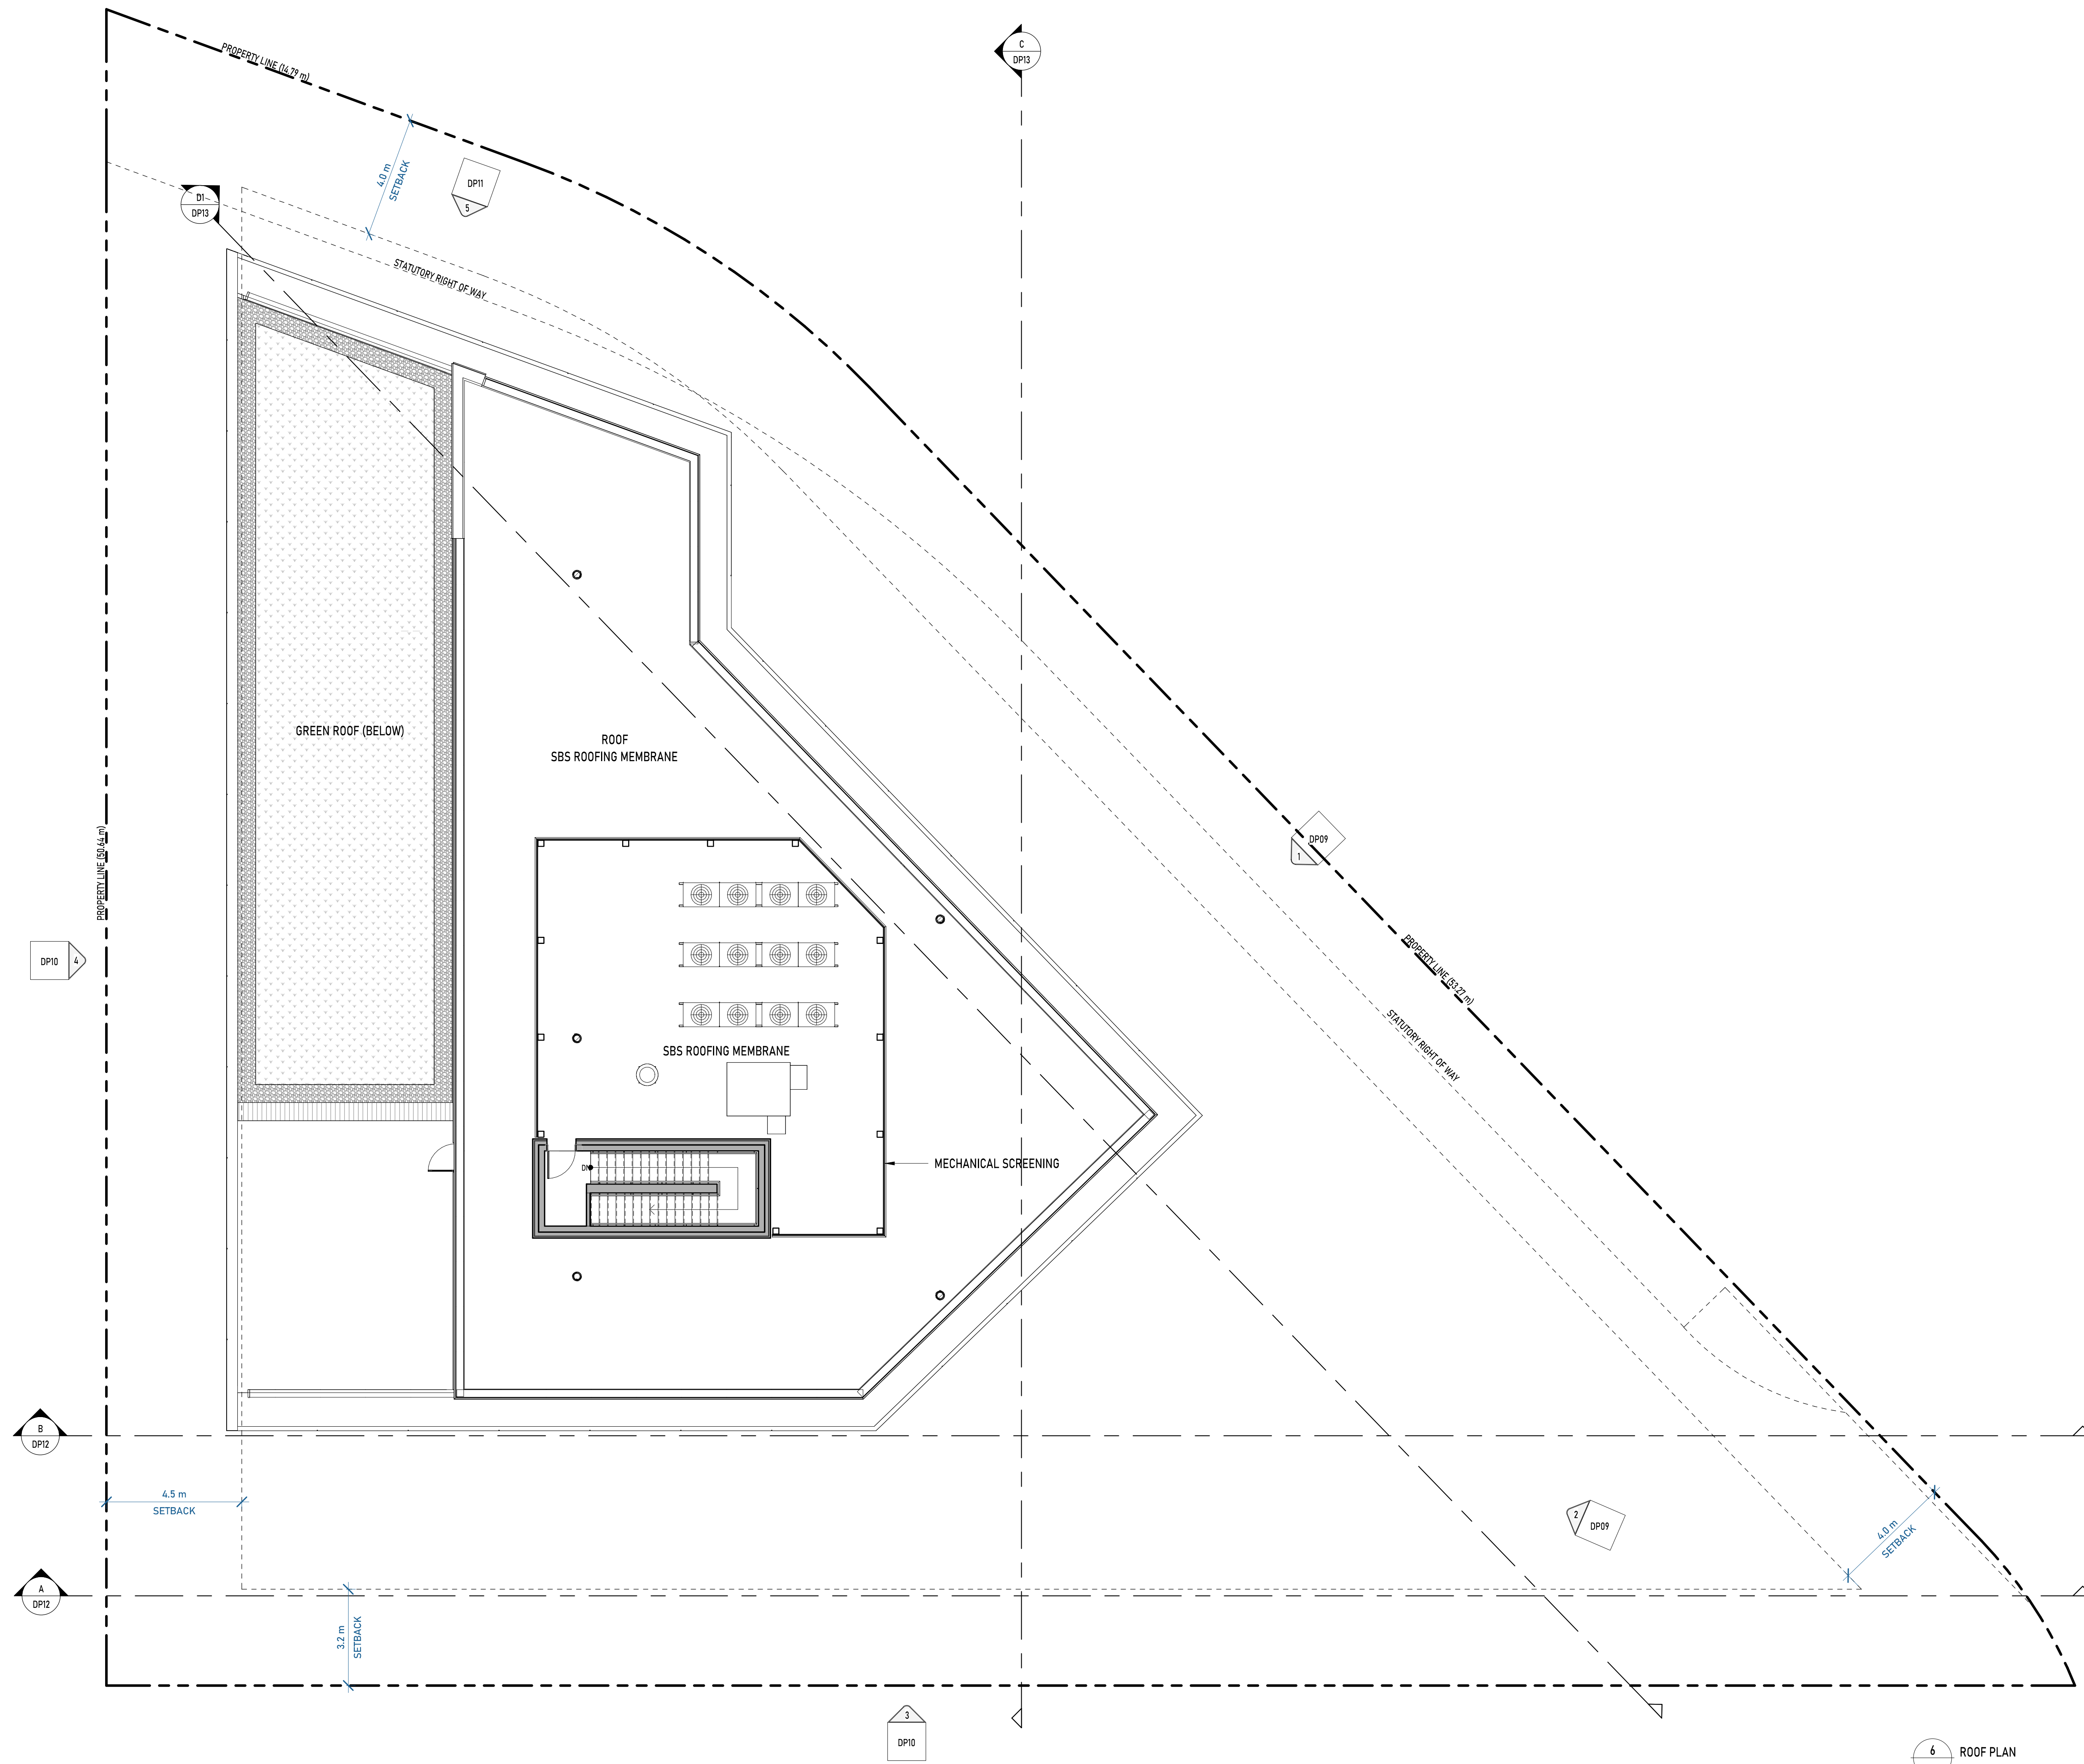 PROPERTY LINE (14.79 m)
C
DP13
4.0 m
SETBACK
DP11
5
D1
DP13
STATUTORY RIGHT OF WAY
GREEN ROOF (BELOW)
ROOF
SBS ROOFING MEMBRANE
PROPERTY LINE (50.64 m)
DP09
1
DP10
4
PROPERTY LINE (53.27 m)
STATUTORY RIGHT OF WAY
SBS ROOFING MEMBRANE
MECHANICAL SCREENING
DN
B
DP12
4.5 m
SETBACK
2
DP09
4.0 m
SETBACK
A
DP12
3.2 m
SETBACK
3
DP10
6
ROOF PLAN